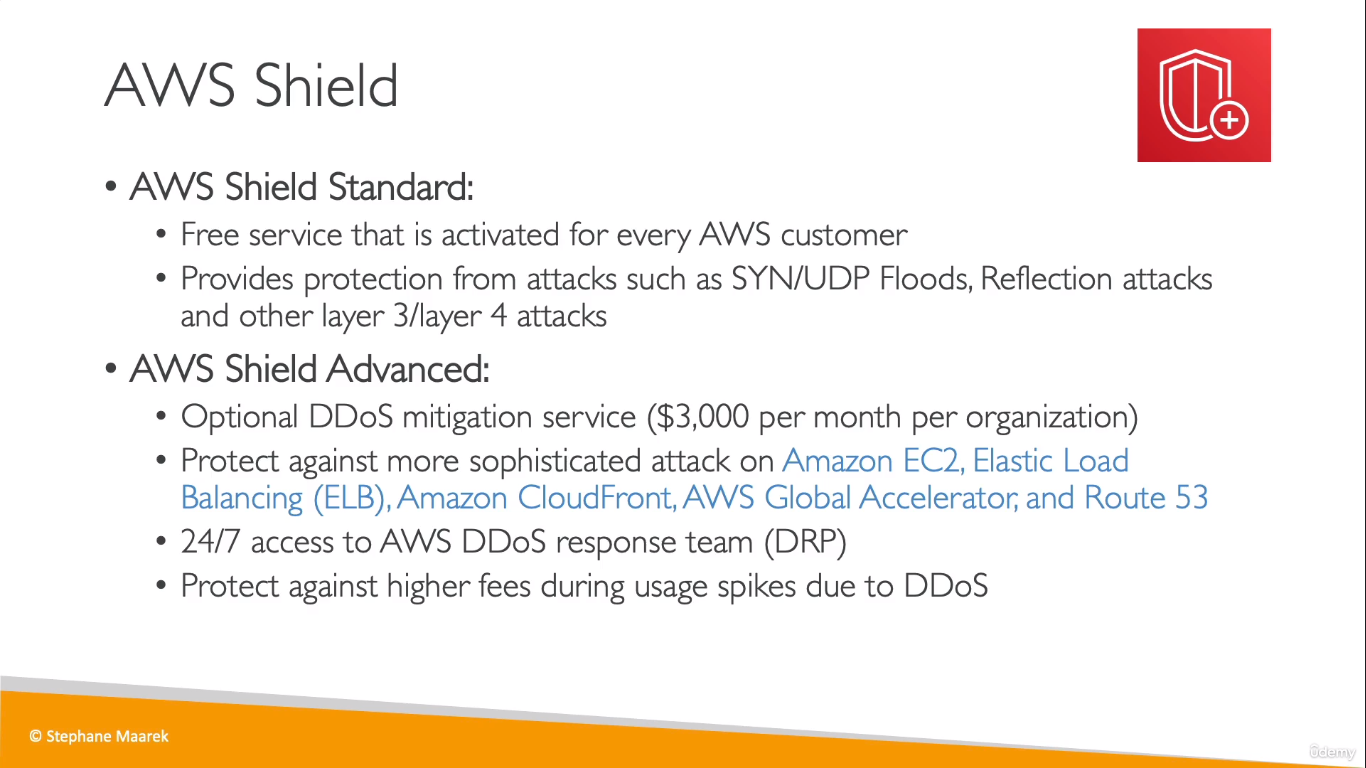 AWS Shield
• AWS Shield Standard:
• Free service that is activated for every AWS customer
• Provides protection from attacks such as SYN/UDP Floods, Reflection attacks
and other layer 3/layer 4 attacks
• AWS Shield Advanced:
• Optional DDoS mitigation service ($3,000 per month per organization)
• Protect against more sophisticated attack on Amazon EC2, Elastic Load
Balancing (ELB), Amazon CloudFront, AWS Global Accelerator, and Route 53
• 24/7 access to AWS DDoS response team (DRP)
• Protect against higher fees during usage spikes due to DDoS
© Stephane Maarek
ûdemy